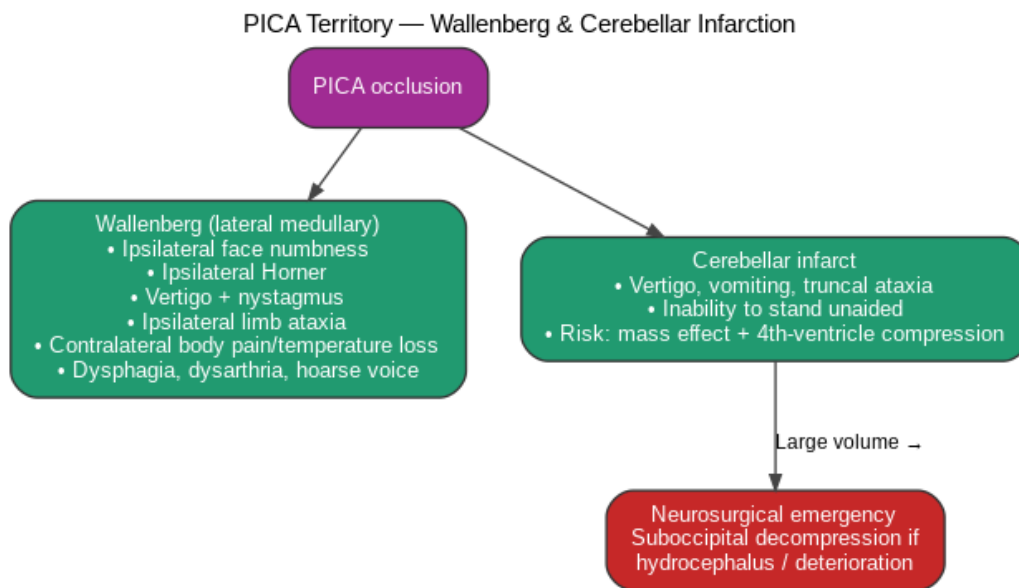 PICA Territory — Wallenberg & Cerebellar Infarction
PICA occlusion
Wallenberg (lateral medullary)
• Ipsilateral face numbness
• Ipsilateral Horner
• Vertigo + nystagmus
• Ipsilateral limb ataxia
• Contralateral body pain/temperature loss
• Dysphagia, dysarthria, hoarse voice
Cerebellar infarct
• Vertigo, vomiting, truncal ataxia
• Inability to stand unaided
• Risk: mass effect + 4th-ventricle compression
Large volume →
Neurosurgical emergency
Suboccipital decompression if
hydrocephalus / deterioration